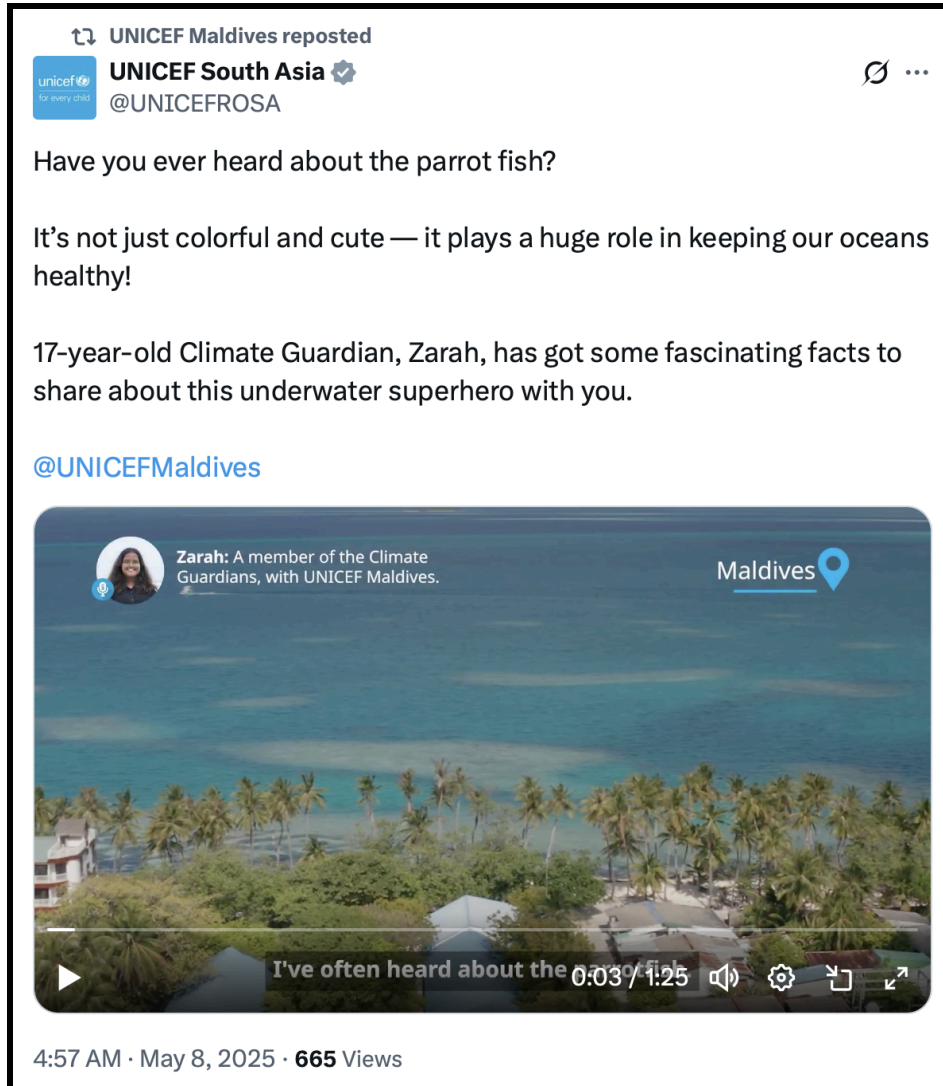 UNICEF Maldives reposted
unicef
for every child
UNICEF South Asia
@UNICEFROSA
Have you ever heard about the parrot fish?
It's not just colorful and cute — it plays a huge role in keeping our oceans
healthy!
17-year-old Climate Guardian, Zarah, has got some fascinating facts to
share about this underwater superhero with you.
@UNICEFMaldives
Zarah: A member of the Climate
Guardians, with UNICEF Maldives.
Maldives
I've often heard about the parrotfish
0:03 / 1:25
4:57 AM · May 8, 2025 · 665 Views